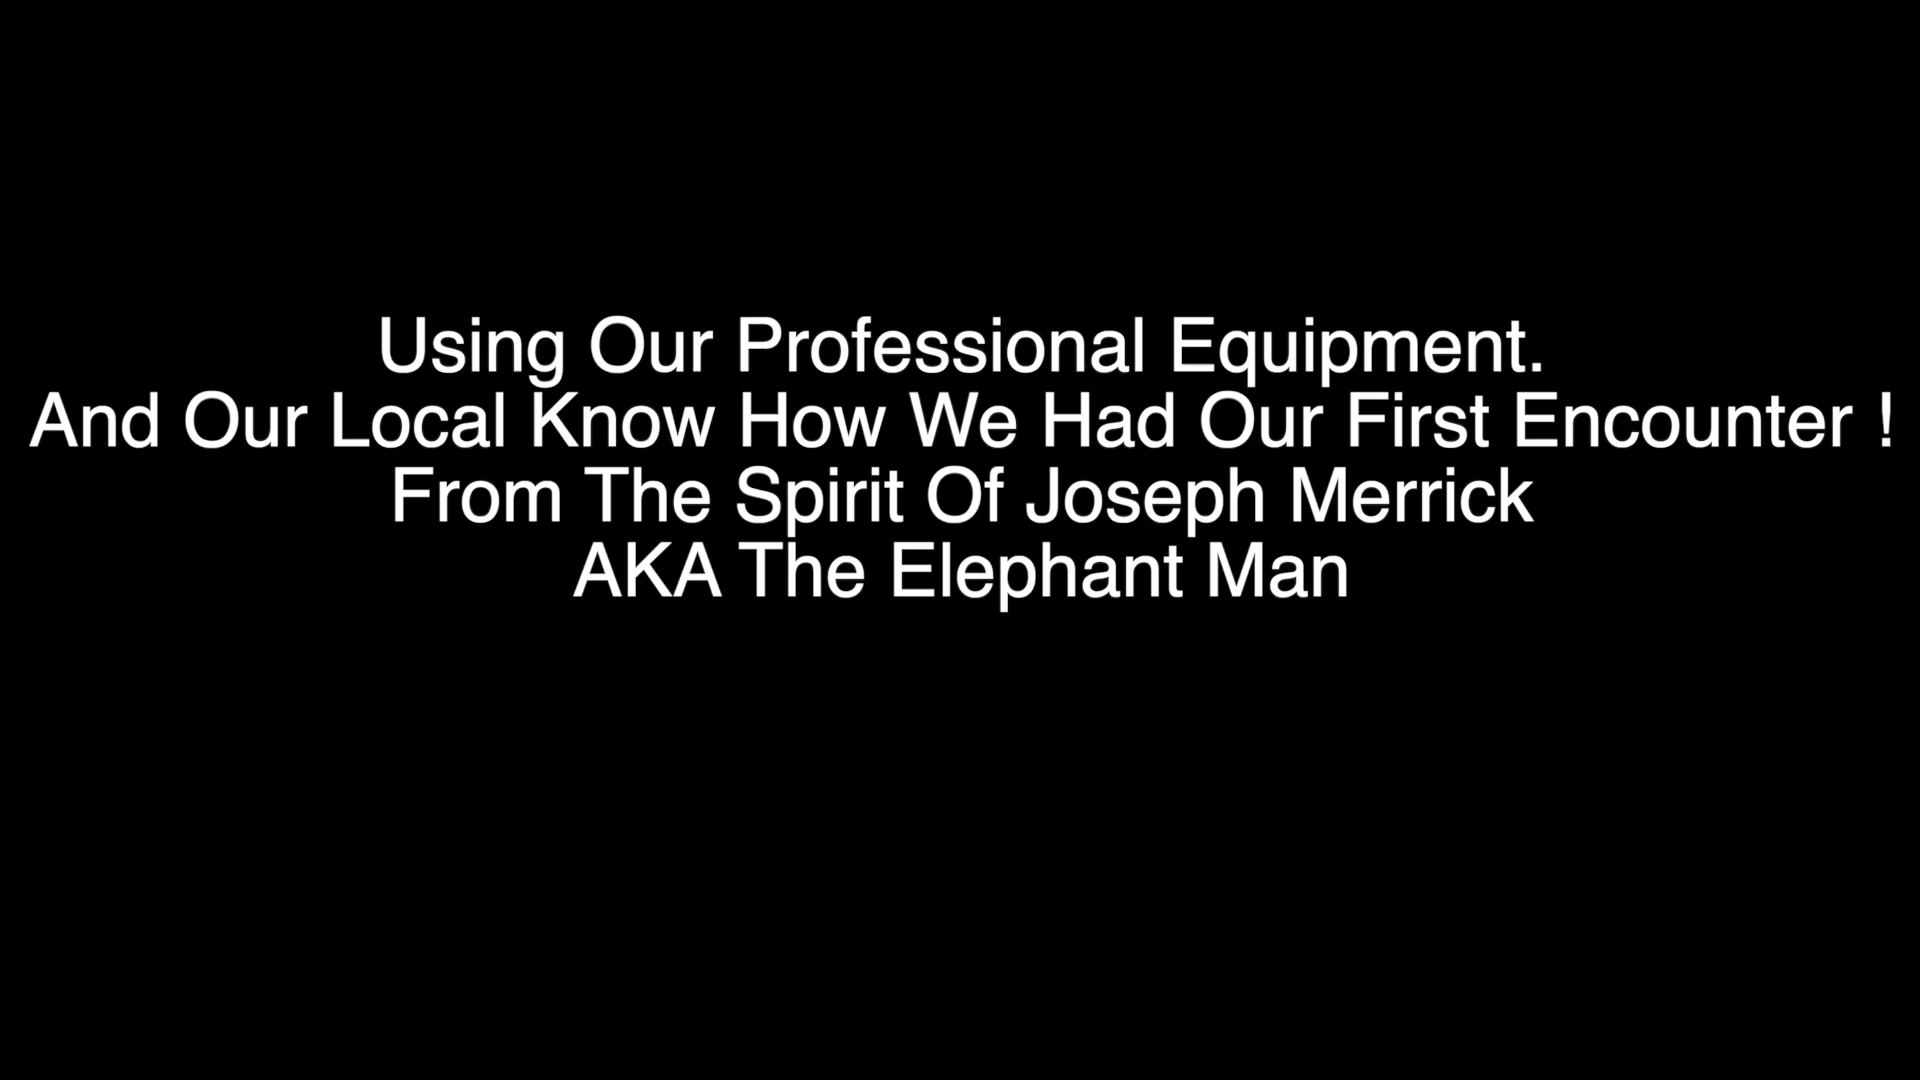 Using Our Professional Equipment.
And Our Local Know How We Had Our First Encounter !
From The Spirit Of Joseph Merrick
AKA The Elephant Man